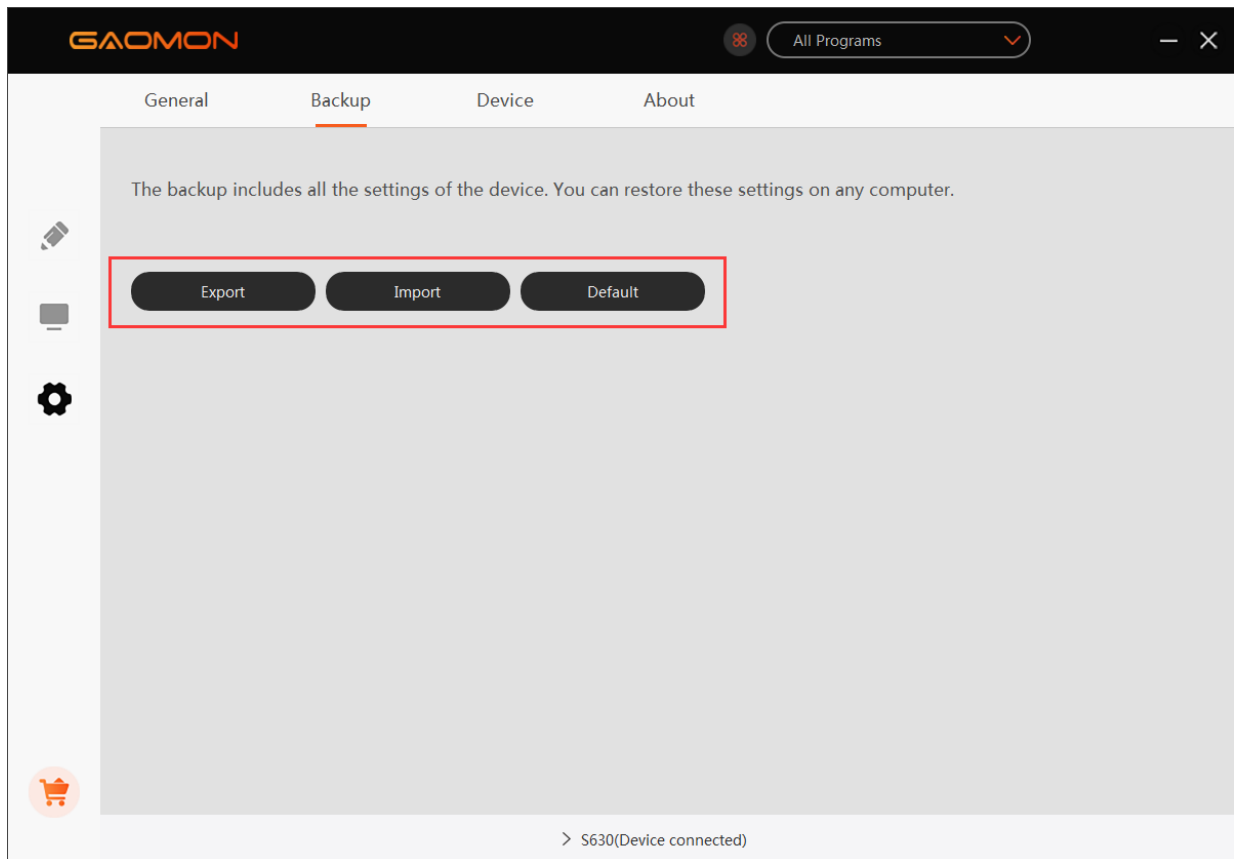 GAOMON
All Programs
General Backup Device About
The backup includes all the settings of the device. You can restore these settings on any computer.
Export Import Default
S630(Device connected)